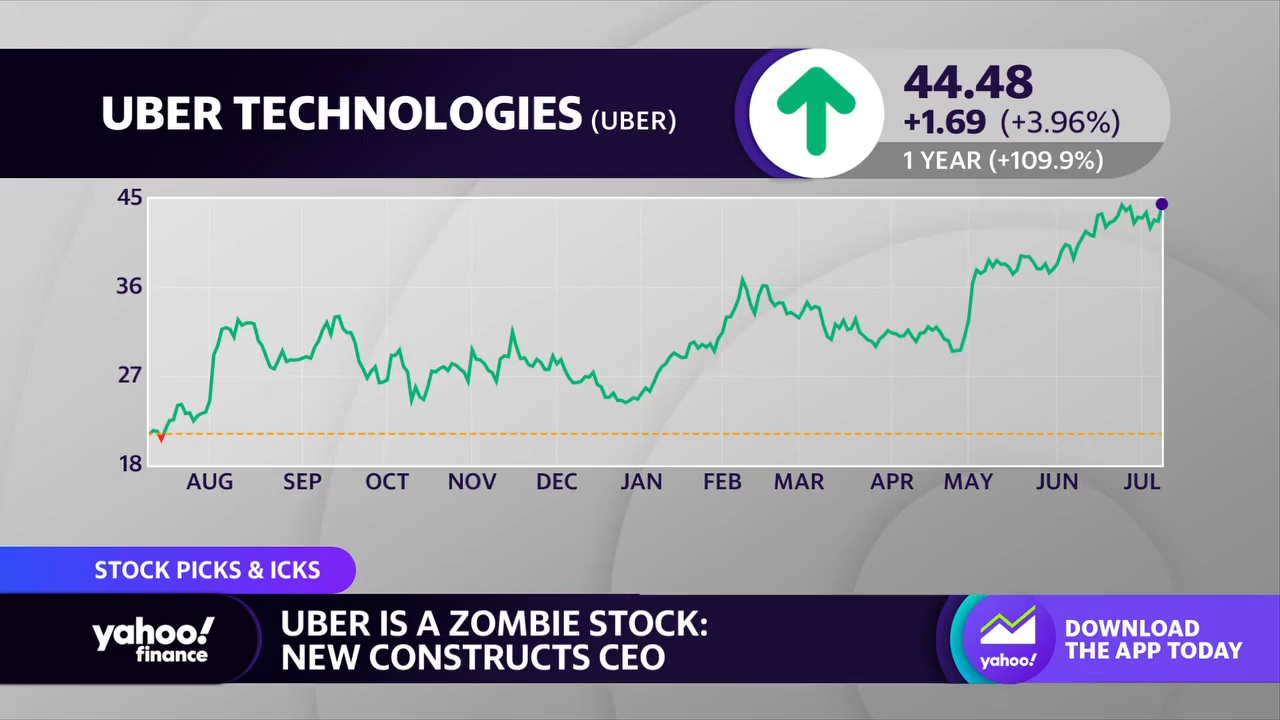 UBER TECHNOLOGIES (UBER)
44.48
+1.69 (+3.96%)
1 YEAR (+109.9%)
45
36
27
18
AUG SEP OCT NOV DEC JAN FEB MAR APR MAY JUN JUL
STOCK PICKS & ICKS
yahoo!
finance
UBER IS A ZOMBIE STOCK:
NEW CONSTRUCTS CEO
yahoo!
DOWNLOAD
THE APP TODAY